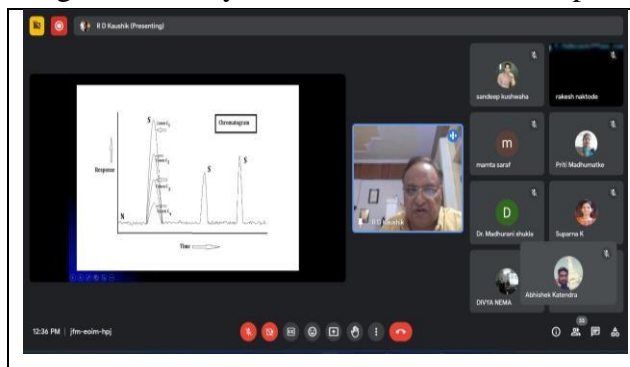 R D Kaushik (Presenting)
Chromatogram
S
S
S
Response
N
Time
R D Kaushik
sandeep kushwaha
rakesh naktode
m
mamta saraf
Priti Madhumatke
D
Dr. Madhurani shukla
Suparna K
DIVYA NEMA
Abhishek Katendra
12:36 PM | jfm-eoim-hpj